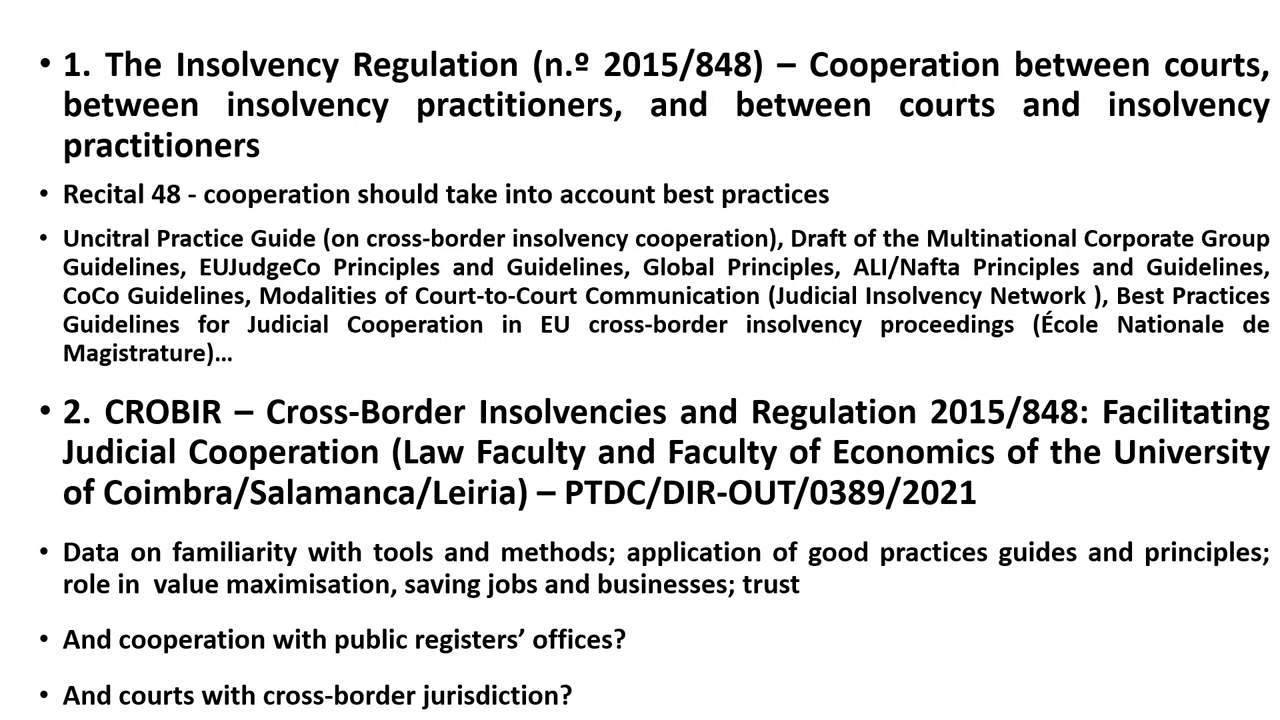 • 1. The Insolvency Regulation (n.º 2015/848) – Cooperation between courts,
between insolvency practitioners, and between courts and insolvency
practitioners
• Recital 48 - cooperation should take into account best practices
• Uncitral Practice Guide (on cross-border insolvency cooperation), Draft of the Multinational Corporate Group
Guidelines, EUJudgeCo Principles and Guidelines, Global Principles, ALI/Nafta Principles and Guidelines,
CoCo Guidelines, Modalities of Court-to-Court Communication (Judicial Insolvency Network ), Best Practices
Guidelines for Judicial Cooperation in EU cross-border insolvency proceedings (École Nationale de
Magistrature)…
• 2. CROBIR – Cross-Border Insolvencies and Regulation 2015/848: Facilitating
Judicial Cooperation (Law Faculty and Faculty of Economics of the University
of Coimbra/Salamanca/Leiria) – PTDC/DIR-OUT/0389/2021
• Data on familiarity with tools and methods; application of good practices guides and principles;
role in  value maximisation, saving jobs and businesses; trust
• And cooperation with public registers’ offices?
• And courts with cross-border jurisdiction?